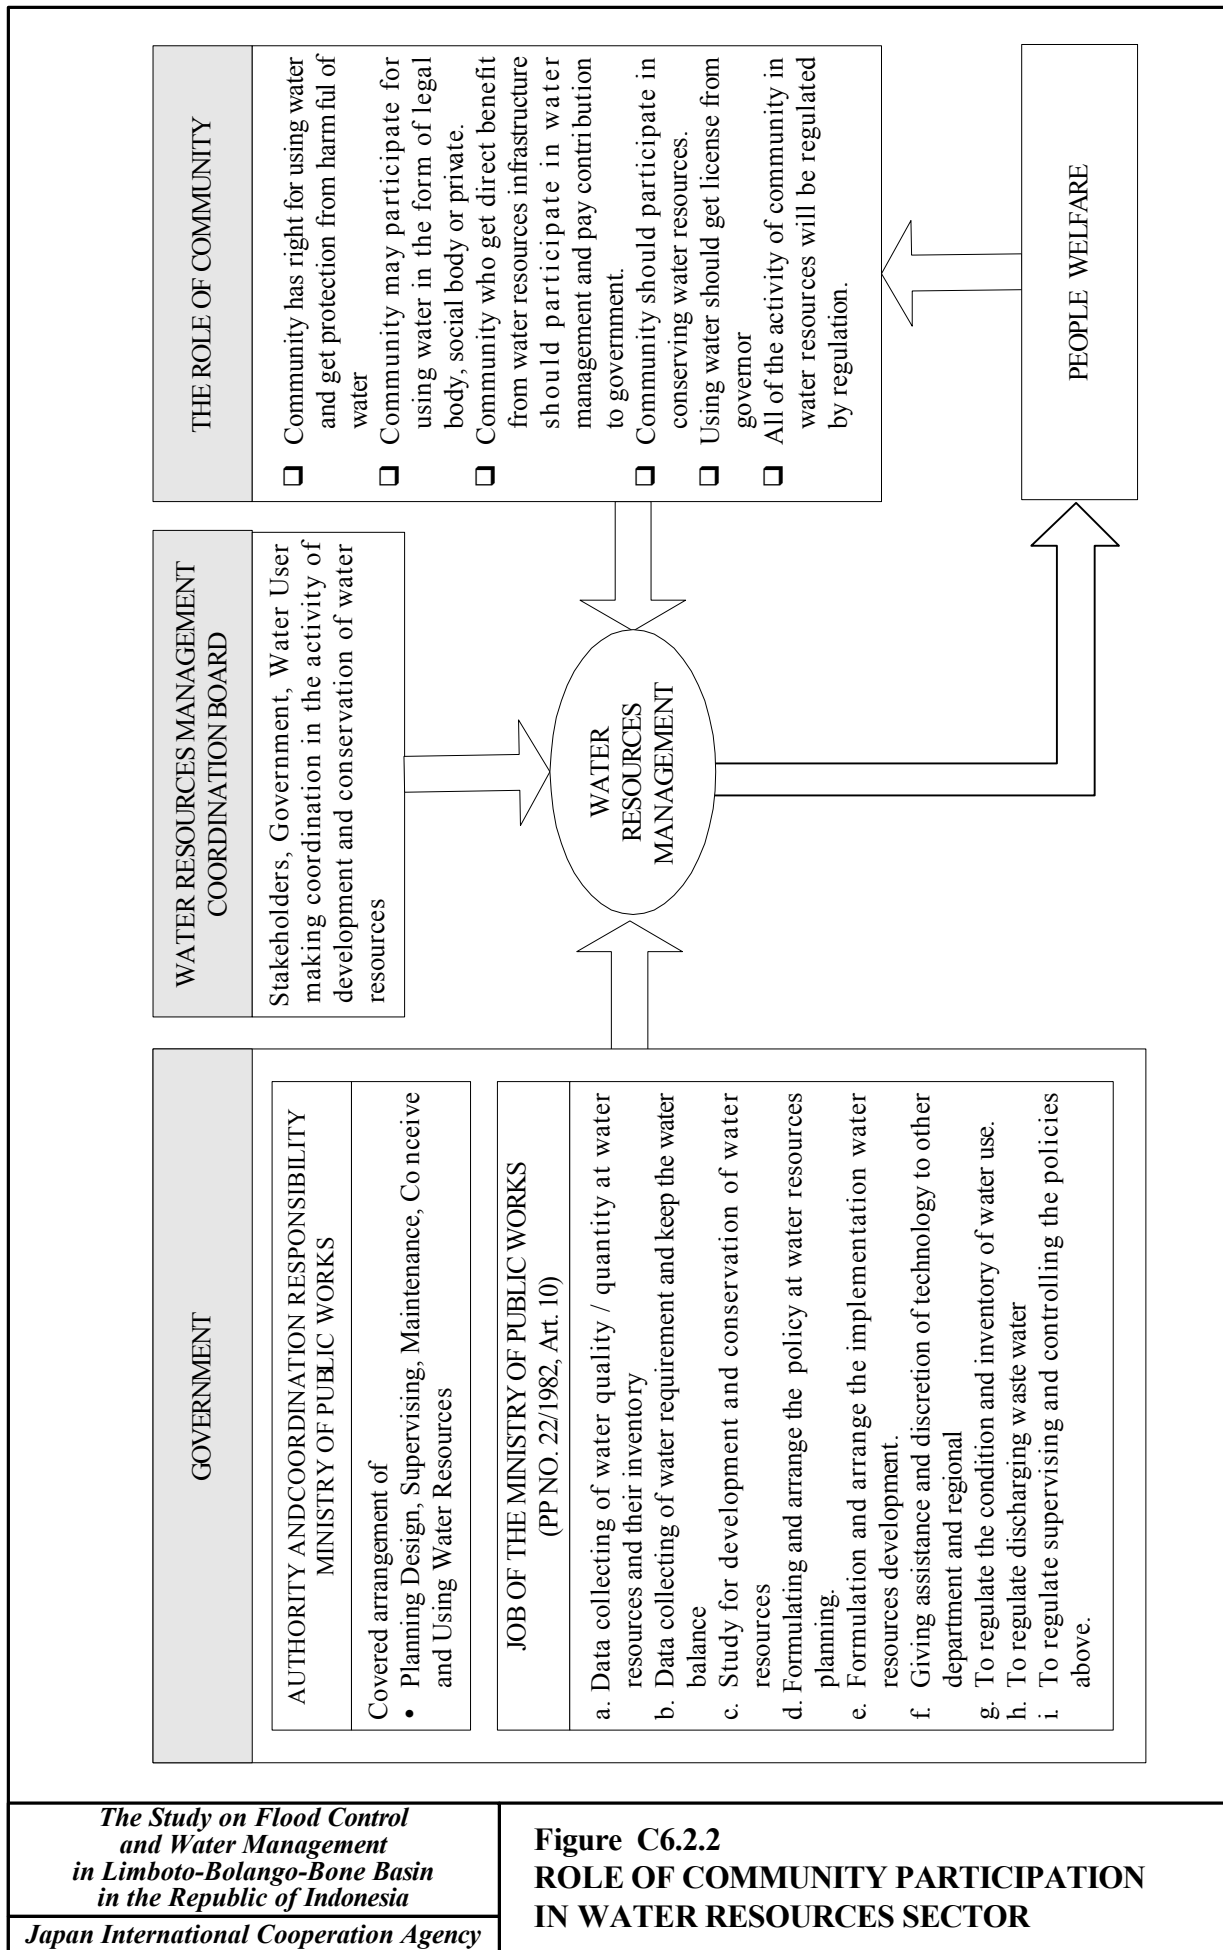 GOVERNMENT
AUTHORITY ANDCOORDINATION RESPONSIBILITY
MINISTRY OF PUBLIC WORKS
Covered arrangement of
• Planning Design, Supervising, Maintenance, Co nceive
and Using Water Resources
JOB OF THE MINISTRY OF PUBLIC WORKS
(PP NO. 22/1982, Art. 10)
a. Data collecting of water quality / quantity at water
resources and their inventory
b. Data collecting of water requirement and keep the water
balance
c. Study for development and conservation of water
resources
d. Formulating and arrange the policy at water resources
planning.
e. Formulation and arrange the implementation water
resources development.
f. Giving assistance and discretion of technology to other
department and regional
g. To regulate the condition and inventory of water use.
h. To regulate discharging waste water
i. To regulate supervising and controlling the policies
above.
WATER RESOURCES MANAGEMENT
COORDINATION BOARD
Stakeholders, Government, Water User
making coordination in the activity of
development and conservation of water
resources
WATER
RESOURCES
MANAGEMENT
THE ROLE OF COMMUNITY
❑ Community has right for using water
and get protection from harmful of
water
❑ Community may participate for
using water in the form of legal
body, social body or private.
❑ Community who get direct benefit
from water resources infrastructure
should participate in water
management and pay contribution
to government.
❑ Community should participate in
conserving water resources.
❑ Using water should get license from
governor
❑ All of the activity of community in
water resources will be regulated
by regulation.
PEOPLE WELFARE
The Study on Flood Control
and Water Management
in Limboto-Bolango-Bone Basin
in the Republic of Indonesia
Japan International Cooperation Agency
Figure C6.2.2
ROLE OF COMMUNITY PARTICIPATION
IN WATER RESOURCES SECTOR